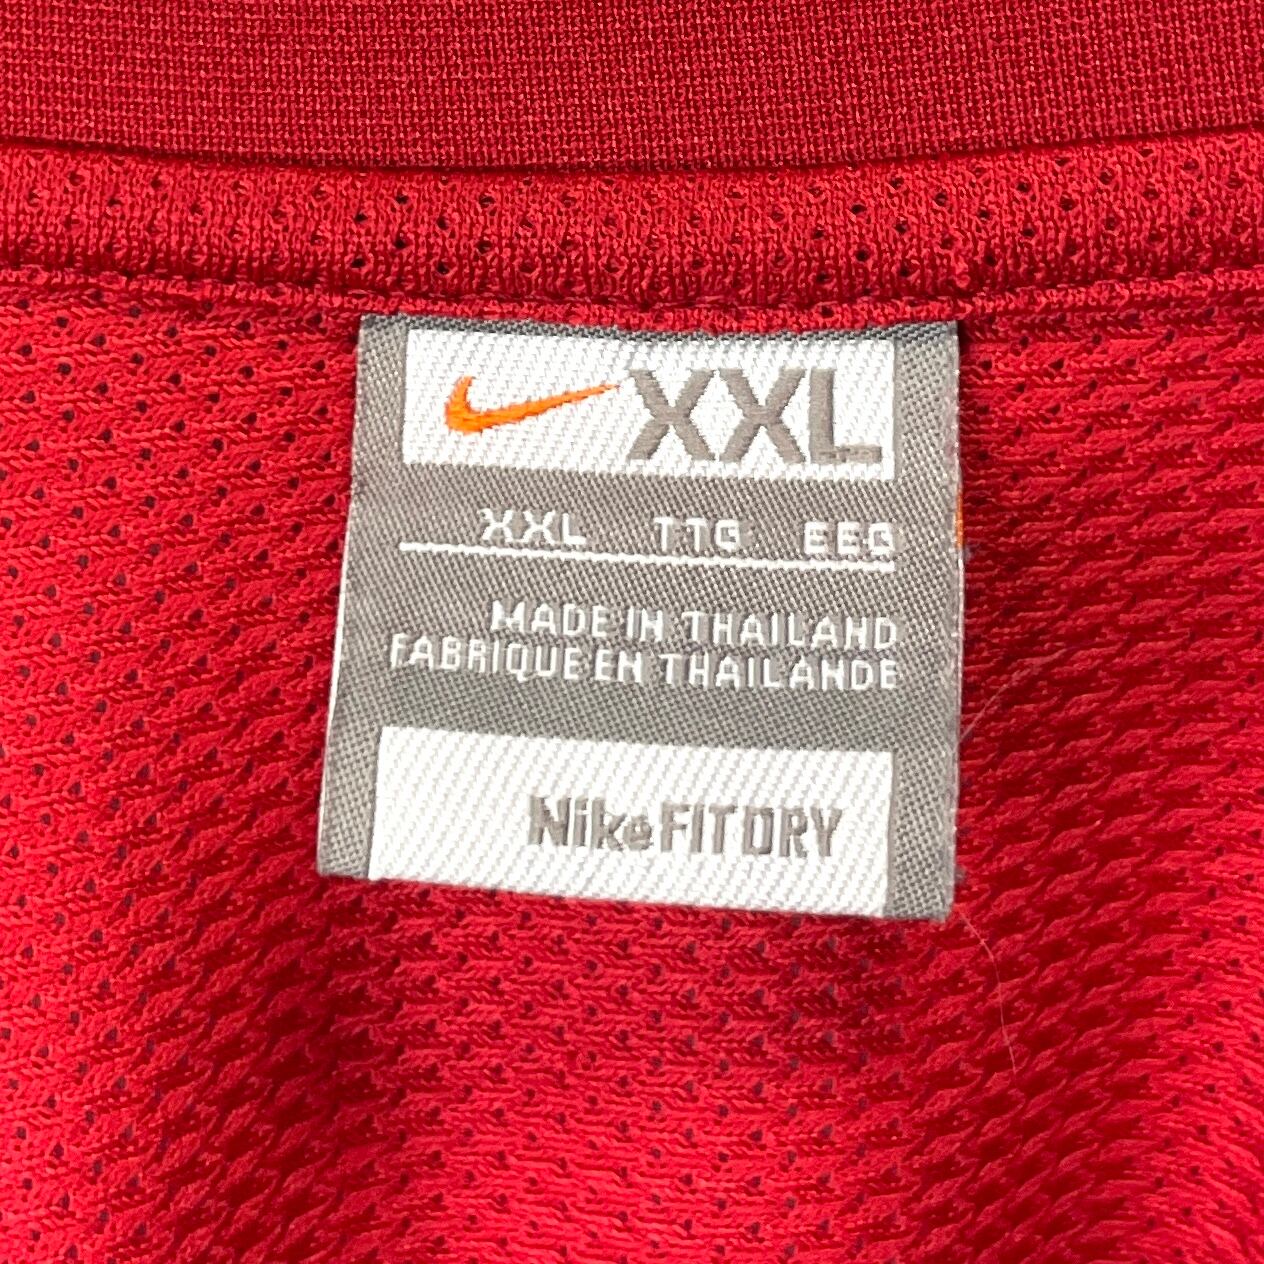 XXL
XXL TTG EEG
MADE IN THAILAND
FABRIQUE EN THAILANDE
Nike FIT DRY